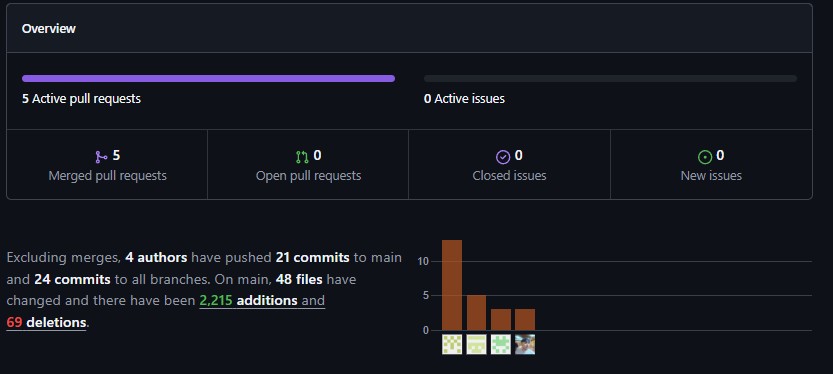 Overview
5 Active pull requests
0 Active issues
5
Merged pull requests
0
Open pull requests
0
Closed issues
0
New issues
Excluding merges, 4 authors have pushed 21 commits to main
and 24 commits to all branches. On main, 48 files have
changed and there have been 2,215 additions and
69 deletions.
10
5
0